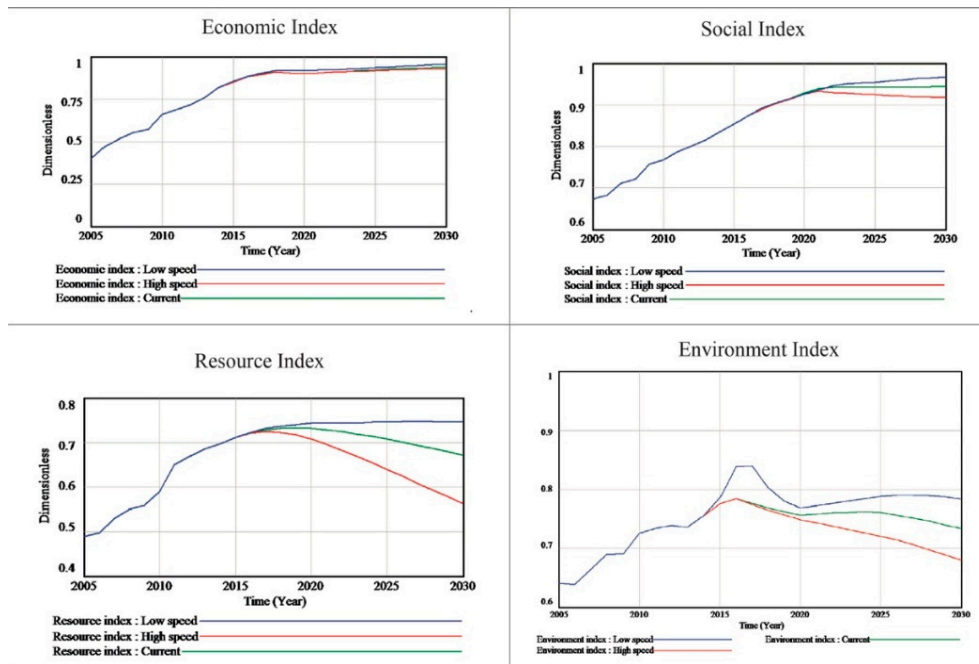 Economic Index
Dimensionless
1
0.75
0.5
0.25
0
2005 2010 2015 2020 2025 2030
Time (Year)
Economic index : Low speed
Economic index : High speed
Economic index : Current
Social Index
Dimensionless
1
0.9
0.8
0.7
0.6
2005 2010 2015 2020 2025 2030
Time (Year)
Social index : Low speed
Social index : High speed
Social index : Current
Resource Index
Dimensionless
0.8
0.7
0.6
0.5
0.4
2005 2010 2015 2020 2025 2030
Time (Year)
Resource index : Low speed
Resource index : High speed
Resource index : Current
Environment Index
Dimensionless
1
0.9
0.8
0.7
0.6
2005 2010 2015 2020 2025 2030
Time (Year)
Environment index : Low speed Environment index : Current
Environment index : High speed